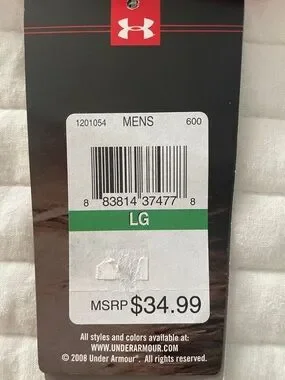 1201054 MENS 600
8 83814 37477 8
LG
MSRP $34.99
All styles and colors available at:
WWW.UNDERARMOUR.COM
© 2008 Under Armour®. All rights reserved.